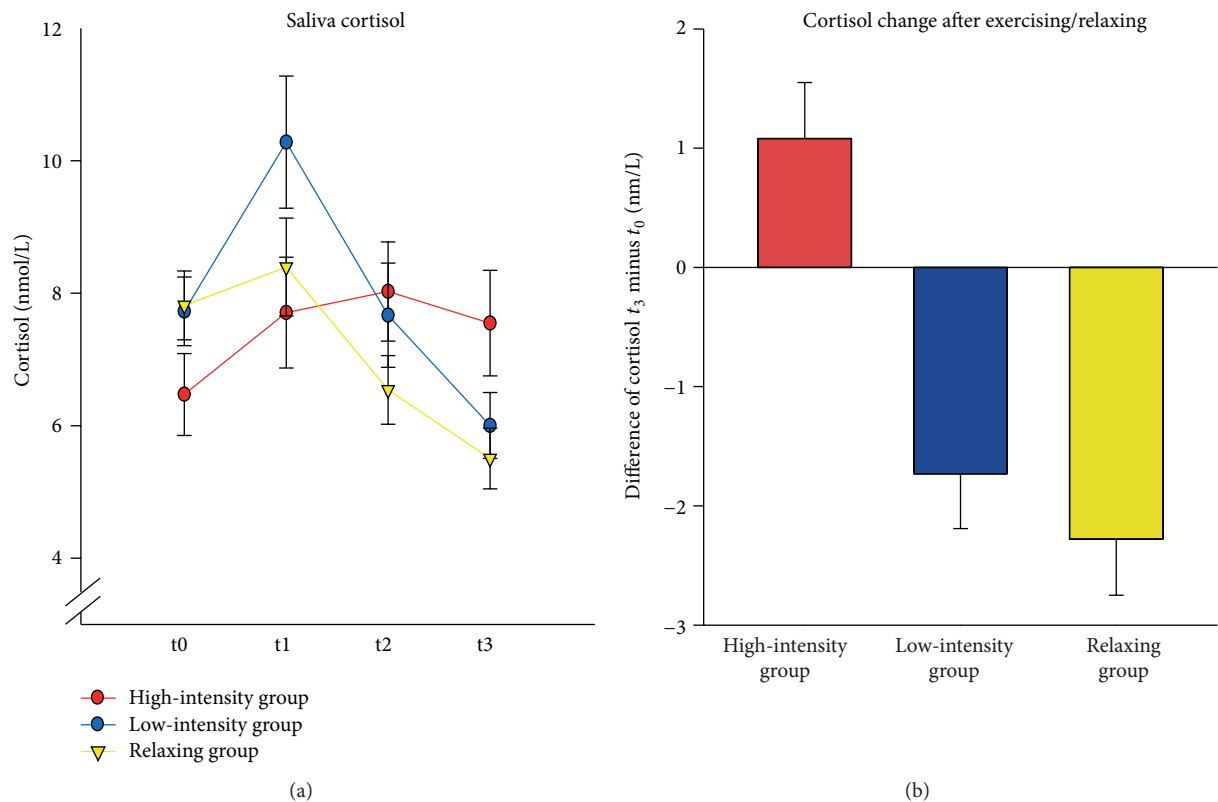 Saliva cortisol
12
10
8
6
4
Cortisol (nmol/L)
t0 t1 t2 t3
High-intensity group
Low-intensity group
Relaxing group
(a)
Cortisol change after exercising/relaxing
2
1
0
−1
−2
−3
Difference of cortisol t₃ minus t₀ (nm/L)
High-intensity Low-intensity Relaxing
group group group
(b)